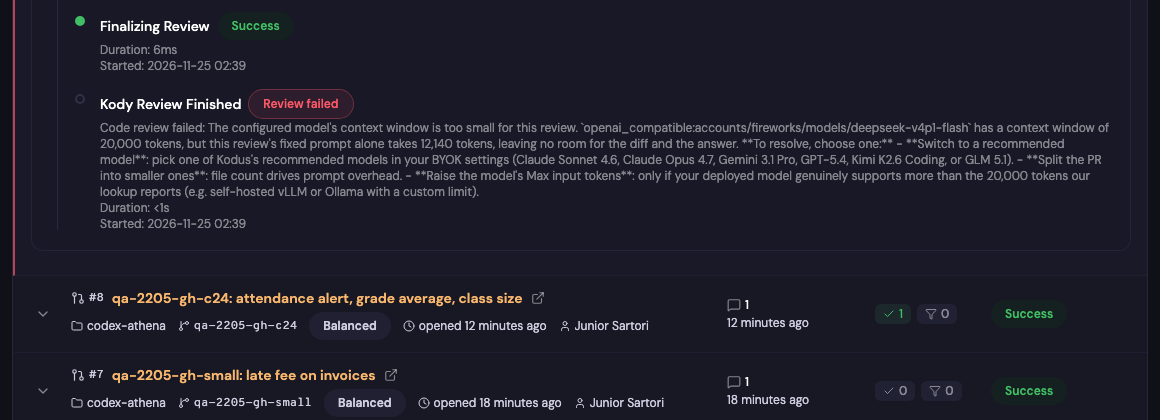 Finalizing Review Success
Duration: 6ms
Started: 2026-11-25 02:39
Kody Review Finished Review failed
Code review failed: The configured model's context window is too small for this review. `openai_compatible:accounts/fireworks/models/deepseek-v4p1-flash` has a context window of
20,000 tokens, but this review's fixed prompt alone takes 12,140 tokens, leaving no room for the diff and the answer. **To resolve, choose one:** - **Switch to a recommended
model**: pick one of Kodus's recommended models in your BYOK settings (Claude Sonnet 4.6, Claude Opus 4.7, Gemini 3.1 Pro, GPT-5.4, Kimi K2.6 Coding, or GLM 5.1). - **Split the PR
into smaller ones**: file count drives prompt overhead. - **Raise the model's Max input tokens**: only if your deployed model genuinely supports more than the 20,000 tokens our
lookup reports (e.g. self-hosted vLLM or Ollama with a custom limit).
Duration: <1s
Started: 2026-11-25 02:39
#8 qa-2205-gh-c24: attendance alert, grade average, class size
codex-athena qa-2205-gh-c24 Balanced opened 12 minutes ago Junior Sartori
1
12 minutes ago
1 0 Success
#7 qa-2205-gh-small: late fee on invoices
codex-athena qa-2205-gh-small Balanced opened 18 minutes ago Junior Sartori
1
18 minutes ago
0 0 Success